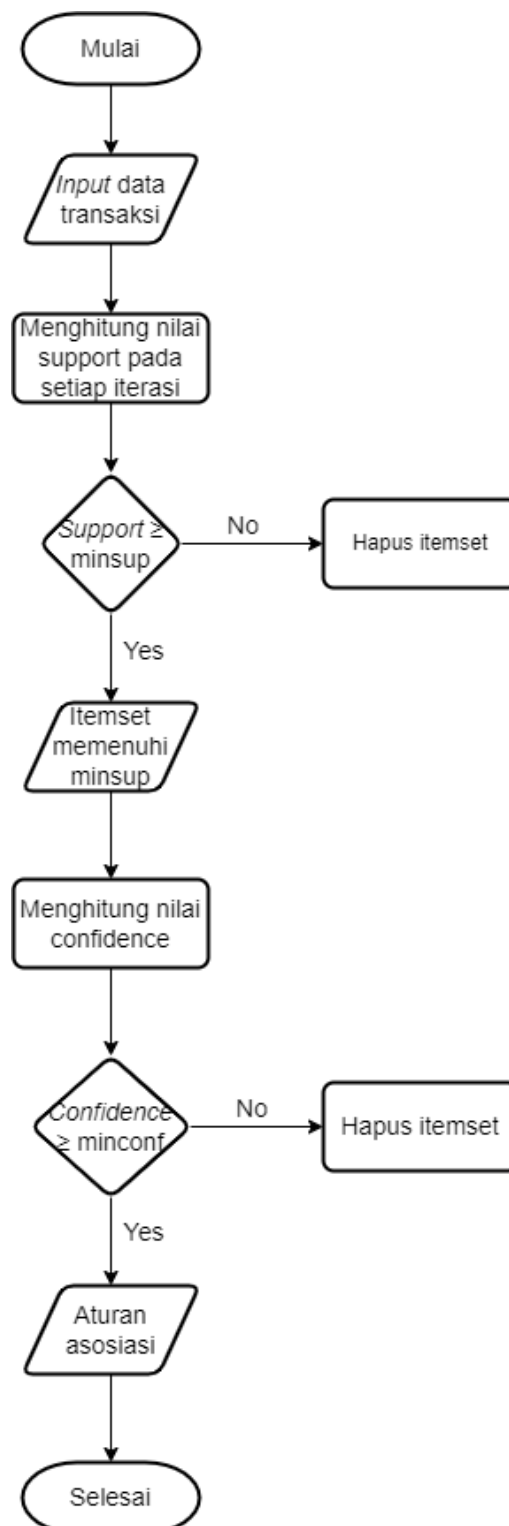 Mulai
Input data
transaksi
Menghitung nilai
support pada
setiap iterasi
Support ≥
minsup
No
Hapus itemset
Yes
Itemset
memenuhi
minsup
Menghitung nilai
confidence
Confidence
≥ minconf
No
Hapus itemset
Yes
Aturan
asosiasi
Selesai